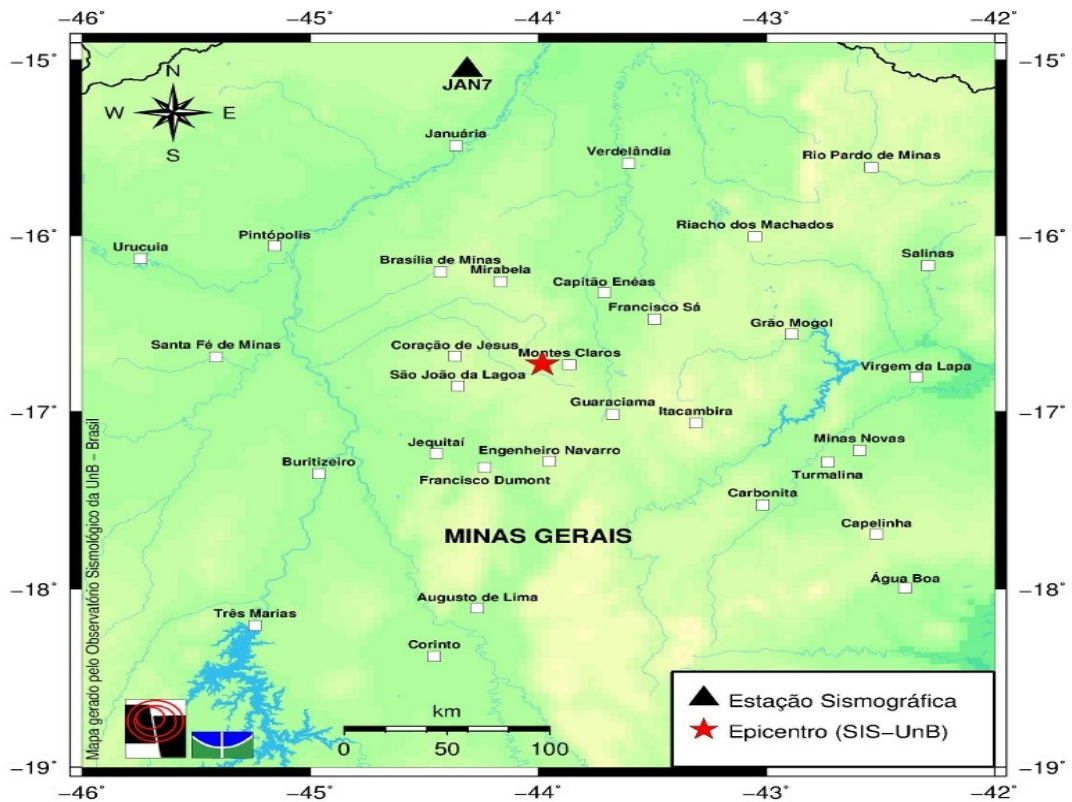 −46˚ −45˚ −44˚ −43˚ −42˚
−15˚ −15˚
N
W E
S
JAN7
Januária
Verdelândia
Rio Pardo de Minas
Riacho dos Machados
−16˚ −16˚
Pintópolis
Urucuia
Salinas
Brasília de Minas
Mirabela
Capitão Enéas
Francisco Sá
Grão Mogol
Santa Fé de Minas
Coração de Jesus
Montes Claros
Virgem da Lapa
São João da Lagoa
Guaraciama
Itacambira
−17˚ −17˚
Jequitaí
Engenheiro Navarro
Minas Novas
Buritizeiro
Francisco Dumont
Turmalina
Carbonita
Capelinha
MINAS GERAIS
Água Boa
−18˚ −18˚
Augusto de Lima
Três Marias
Corinto
Mapa gerado pelo Observatório Sismológico da UnB − Brasil
km
0 50 100
Estação Sismográfica
Epicentro (SIS−UnB)
−19˚ −19˚
−46˚ −45˚ −44˚ −43˚ −42˚